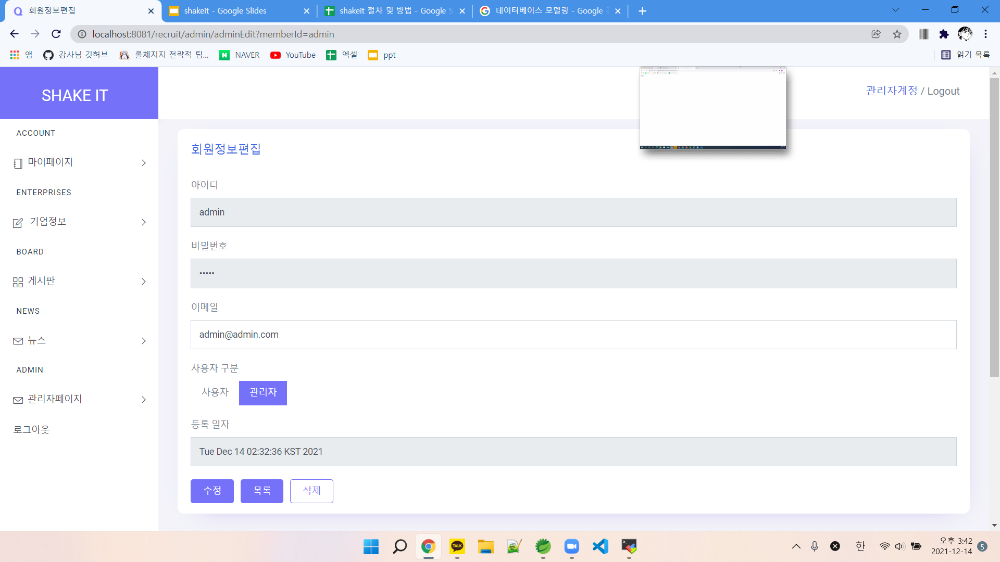 회원정보편집
shakeit - Google Slides
shakeit 절차 및 방법 - Google S
데이터베이스 모델링 - Google
localhost:8081/recruit/admin/adminEdit?memberId=admin
앱
강사님 깃허브
롤체지지 전략적 팀...
NAVER
YouTube
엑셀
ppt
읽기 목록
SHAKE IT
관리자계정 / Logout
ACCOUNT
마이페이지
ENTERPRISES
기업정보
BOARD
게시판
NEWS
뉴스
ADMIN
관리자페이지
로그아웃
회원정보편집
아이디
admin
비밀번호
•••••
이메일
admin@admin.com
사용자 구분
사용자
관리자
등록 일자
Tue Dec 14 02:32:36 KST 2021
수정
목록
삭제
TALK
한
오후 3:42
2021-12-14
5